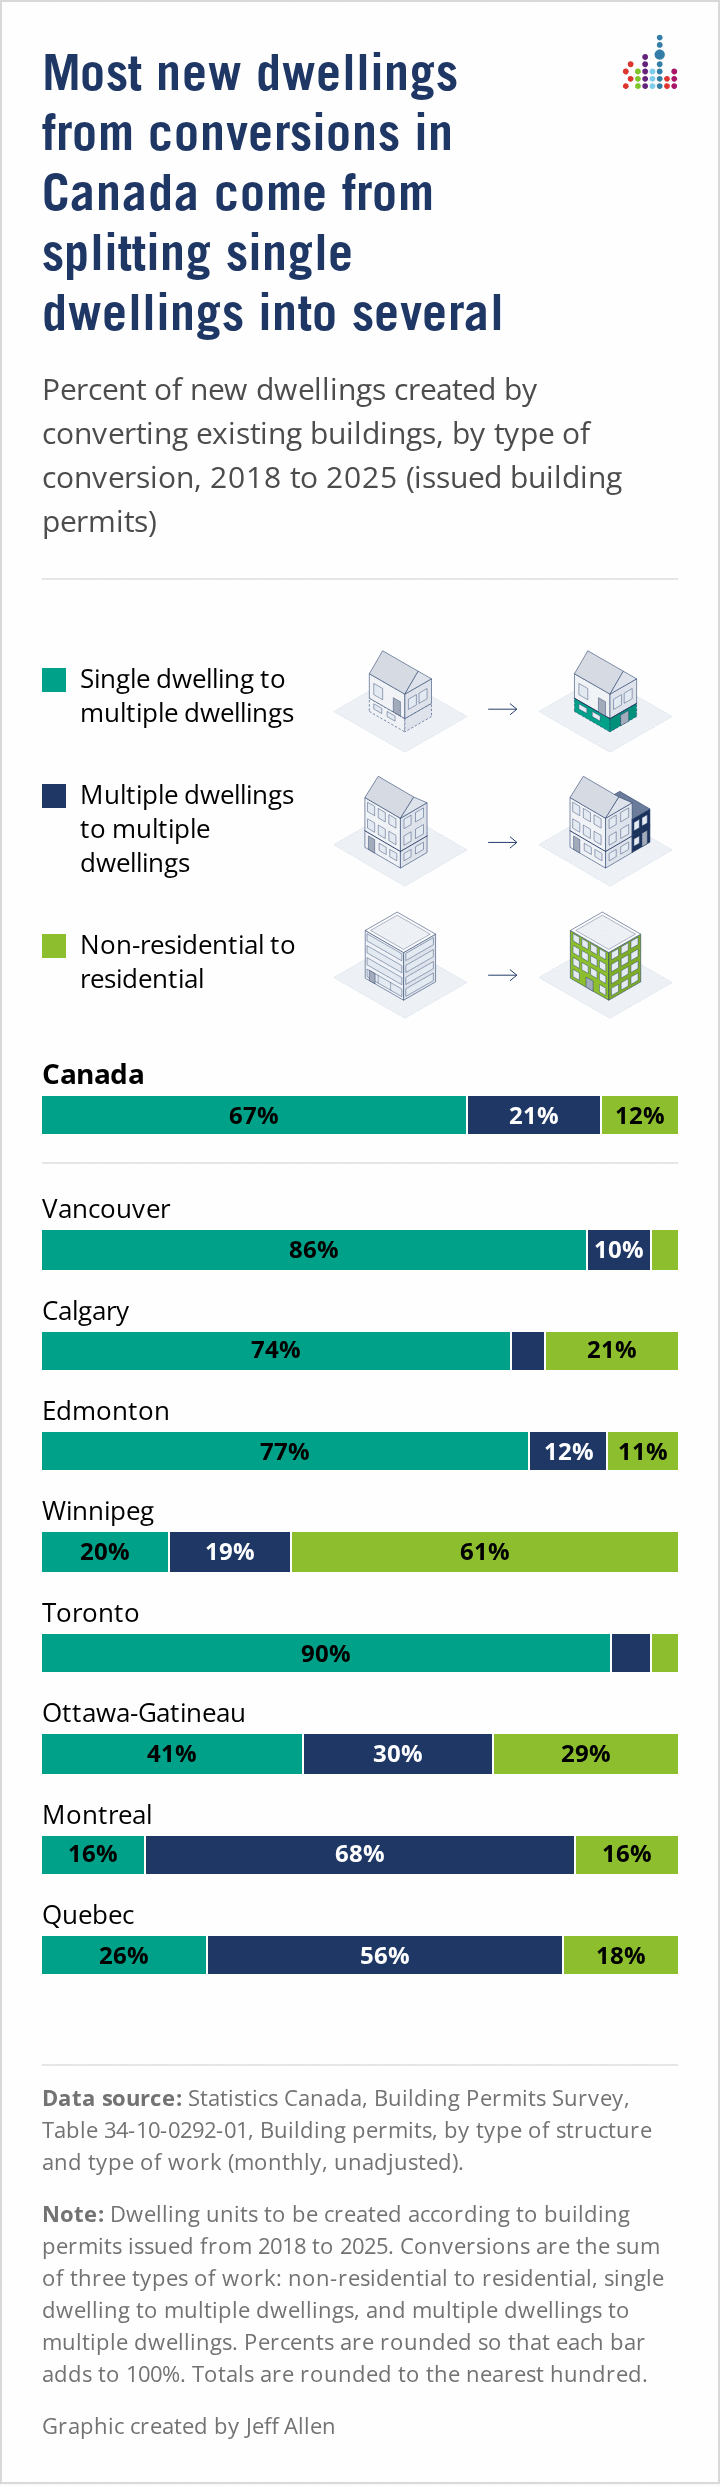 Most new dwellings
from conversions in
Canada come from
splitting single
dwellings into several
Percent of new dwellings created by
converting existing buildings, by type of
conversion, 2018 to 2025 (issued building
permits)
Single dwelling to
multiple dwellings
Multiple dwellings
to multiple
dwellings
Non-residential to
residential
Canada
67% 21% 12%
Vancouver
86% 10%
Calgary
74% 21%
Edmonton
77% 12% 11%
Winnipeg
20% 19% 61%
Toronto
90%
Ottawa-Gatineau
41% 30% 29%
Montreal
16% 68% 16%
Quebec
26% 56% 18%
Data source: Statistics Canada, Building Permits Survey,
Table 34-10-0292-01, Building permits, by type of structure
and type of work (monthly, unadjusted).
Note: Dwelling units to be created according to building
permits issued from 2018 to 2025. Conversions are the sum
of three types of work: non-residential to residential, single
dwelling to multiple dwellings, and multiple dwellings to
multiple dwellings. Percents are rounded so that each bar
adds to 100%. Totals are rounded to the nearest hundred.
Graphic created by Jeff Allen